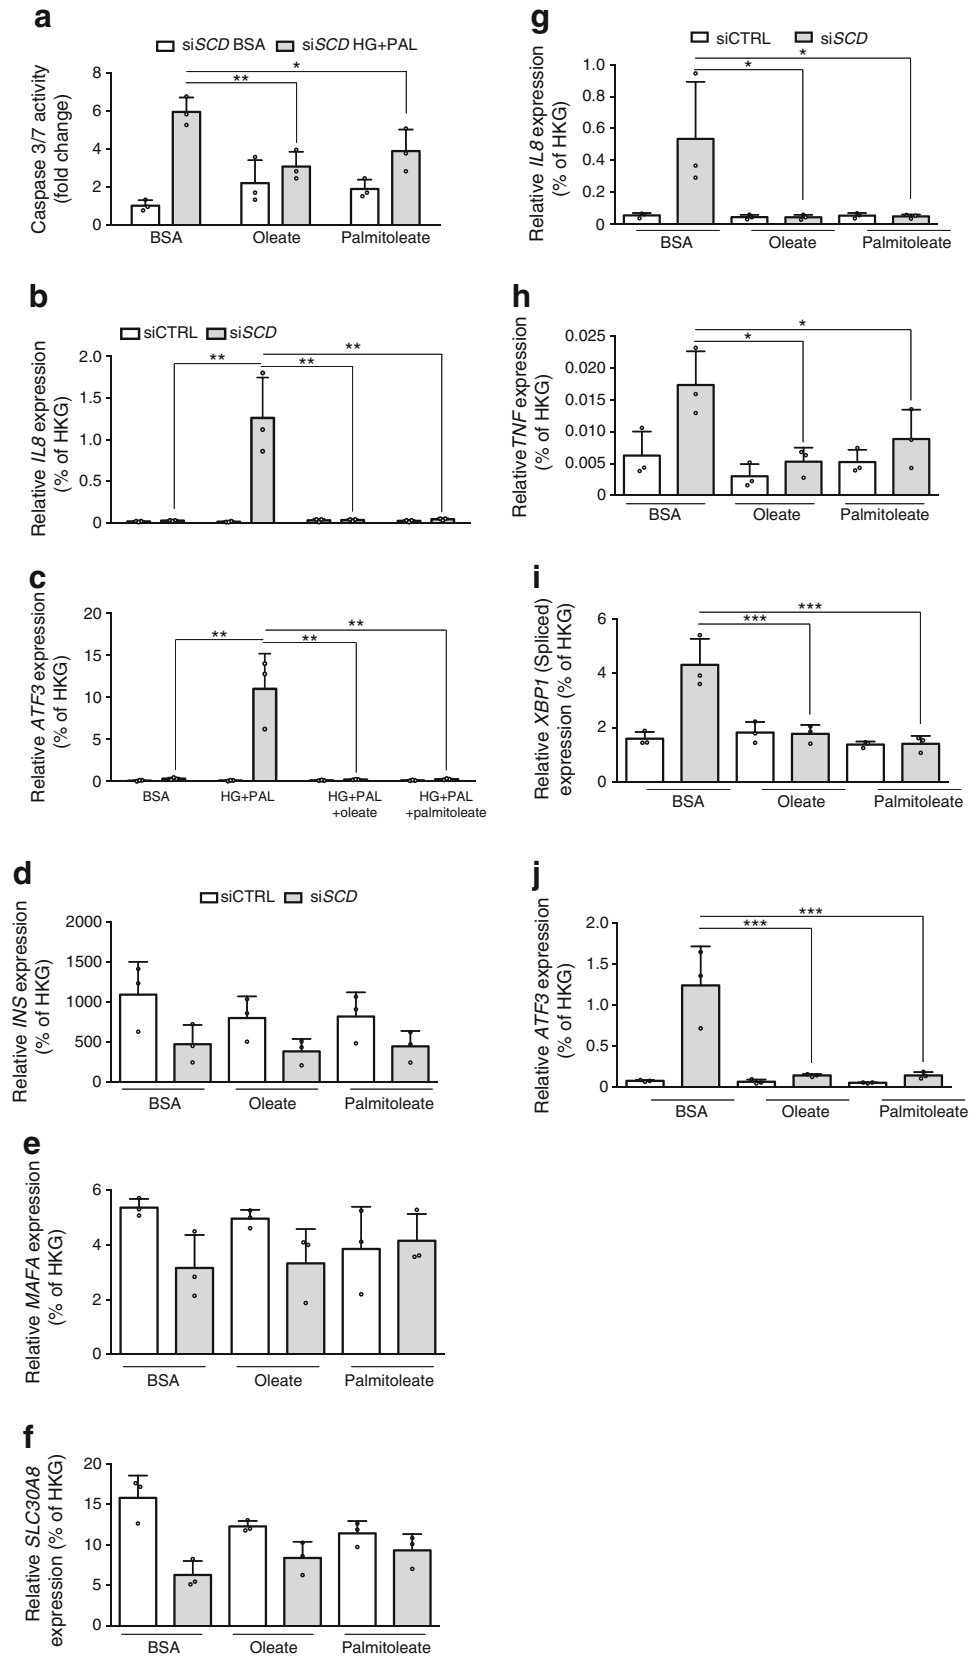 a
siSCD BSA siSCD HG+PAL
Caspase 3/7 activity
(fold change)
8
6
4
2
0
*
**
BSA Oleate Palmitoleate
b
siCTRL siSCD
Relative IL8 expression
(% of HKG)
2.0
1.5
1.0
0.5
0
**
**
**
c
Relative ATF3 expression
(% of HKG)
20
15
10
5
0
**
**
**
BSA HG+PAL HG+PAL HG+PAL
+oleate +palmitoleate
d
siCTRL siSCD
Relative INS expression
(% of HKG)
2000
1500
1000
500
0
BSA Oleate Palmitoleate
e
Relative MAFA expression
(% of HKG)
6
4
2
0
BSA Oleate Palmitoleate
f
Relative SLC30A8
expression (% of HKG)
20
15
10
5
0
BSA Oleate Palmitoleate
g
siCTRL siSCD
Relative IL8 expression
(% of HKG)
1.0
0.8
0.6
0.4
0.2
0
*
*
BSA Oleate Palmitoleate
h
RelativeTNF expression
(% of HKG)
0.025
0.020
0.015
0.010
0.005
0
*
*
BSA Oleate Palmitoleate
i
Relative XBP1 (Spliced)
expression (% of HKG)
6
4
2
0
***
***
BSA Oleate Palmitoleate
j
Relative ATF3 expression
(% of HKG)
2.0
1.5
1.0
0.5
0
***
***
BSA Oleate Palmitoleate